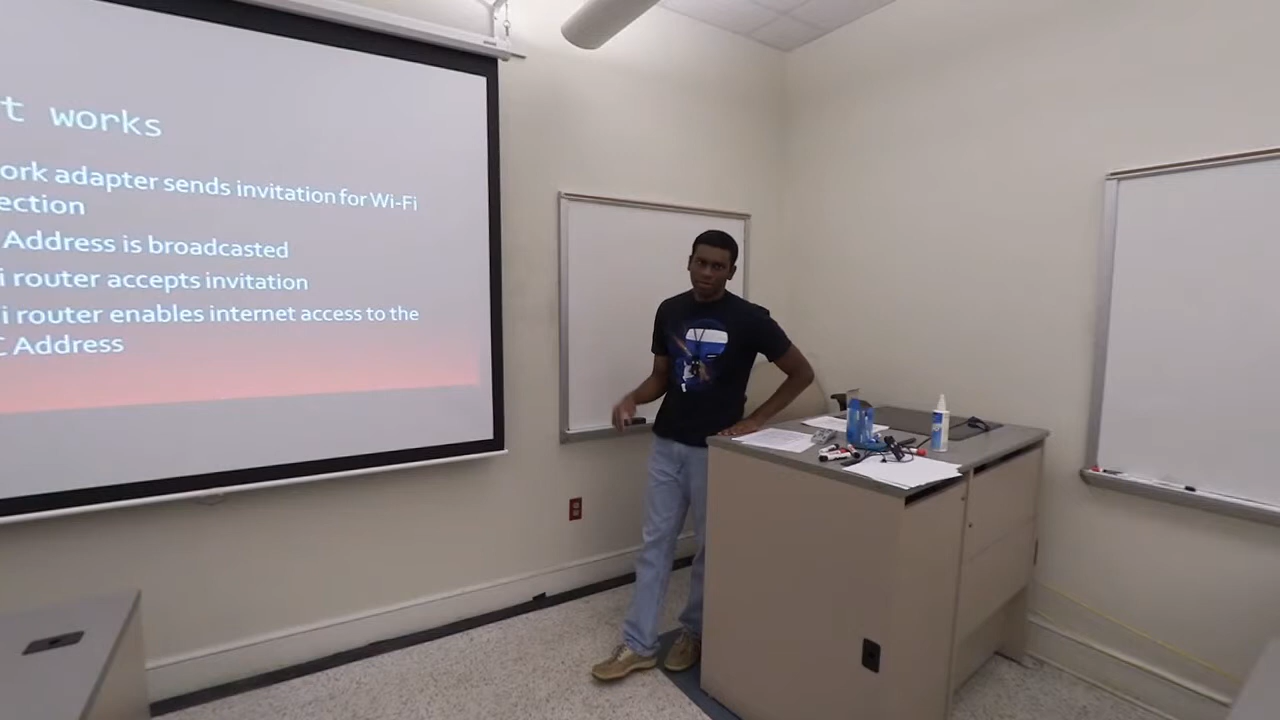 t works
ork adapter sends invitation for Wi-Fi
ection
Address is broadcasted
i router accepts invitation
i router enables internet access to the
C Address